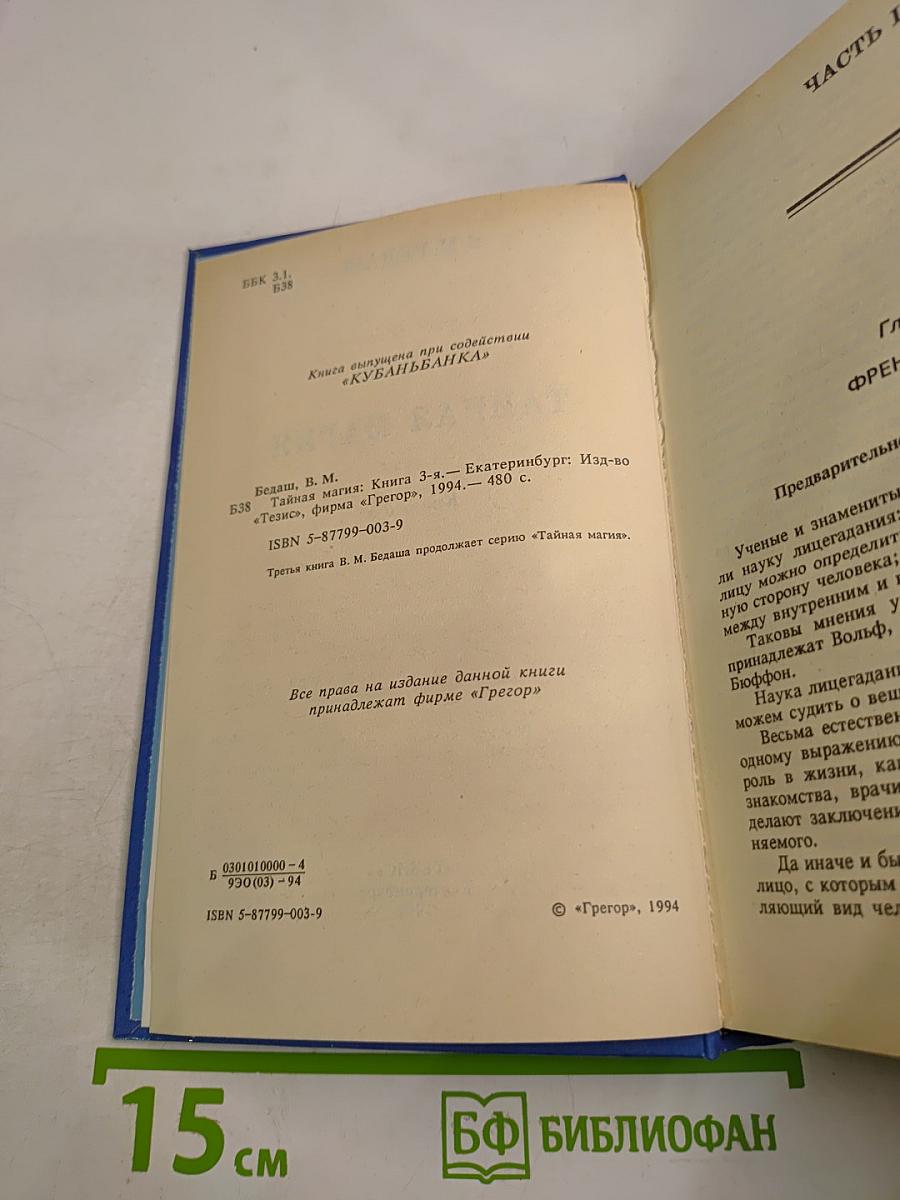 ББК 3.1.
Б38
Книга выпущена при содействии
«КУБАНЬБАНКА»
Бедаш, В. М.
Б38 Тайная магия: Книга 3-я.— Екатеринбург: Изд-во
«Тезис», фирма «Грегор», 1994.— 480 с.
ISBN 5-87799-003-9
Третья книга В. М. Бедаша продолжает серию «Тайная магия».
Все права на издание данной книги
принадлежат фирме «Грегор»
Б 0301010000 – 4
9ЭО(03) – 94
ISBN 5-87799-003-9
© «Грегор», 1994
ЧАСТЬ
Предварительно
Ученые и знамениты
ли науку лицегадания:
лицу можно определит
ную сторону человека;
между внутренним и
Таковы мнения у
принадлежат Вольф,
Бюффон.
Наука лицегадани
можем судить о вещ
Весьма естествен
одному выражению
роль в жизни, ка
знакомства, врачи
делают заключени
няемого.
Да иначе и бы
лицо, с которым
ляющий вид чел
15 см
БФ БИБЛИОФАН